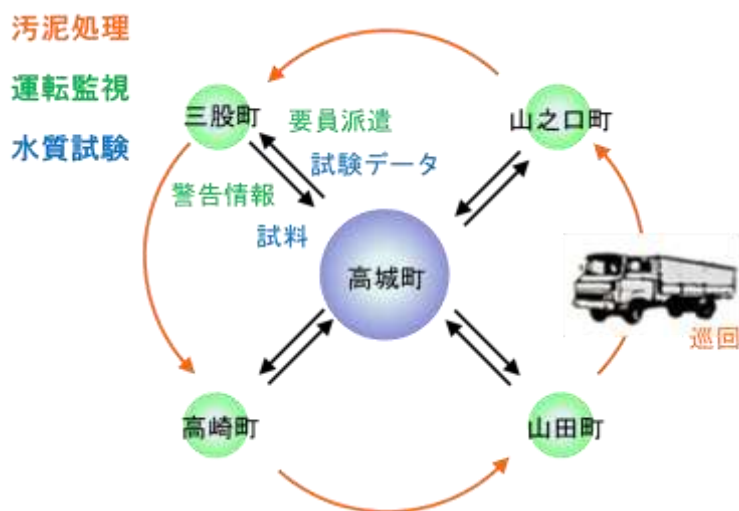 汚泥処理
運転監視
水質試験
三股町
要員派遣
試験データ
警告情報
試料
山之口町
高城町
巡回
高崎町
山田町